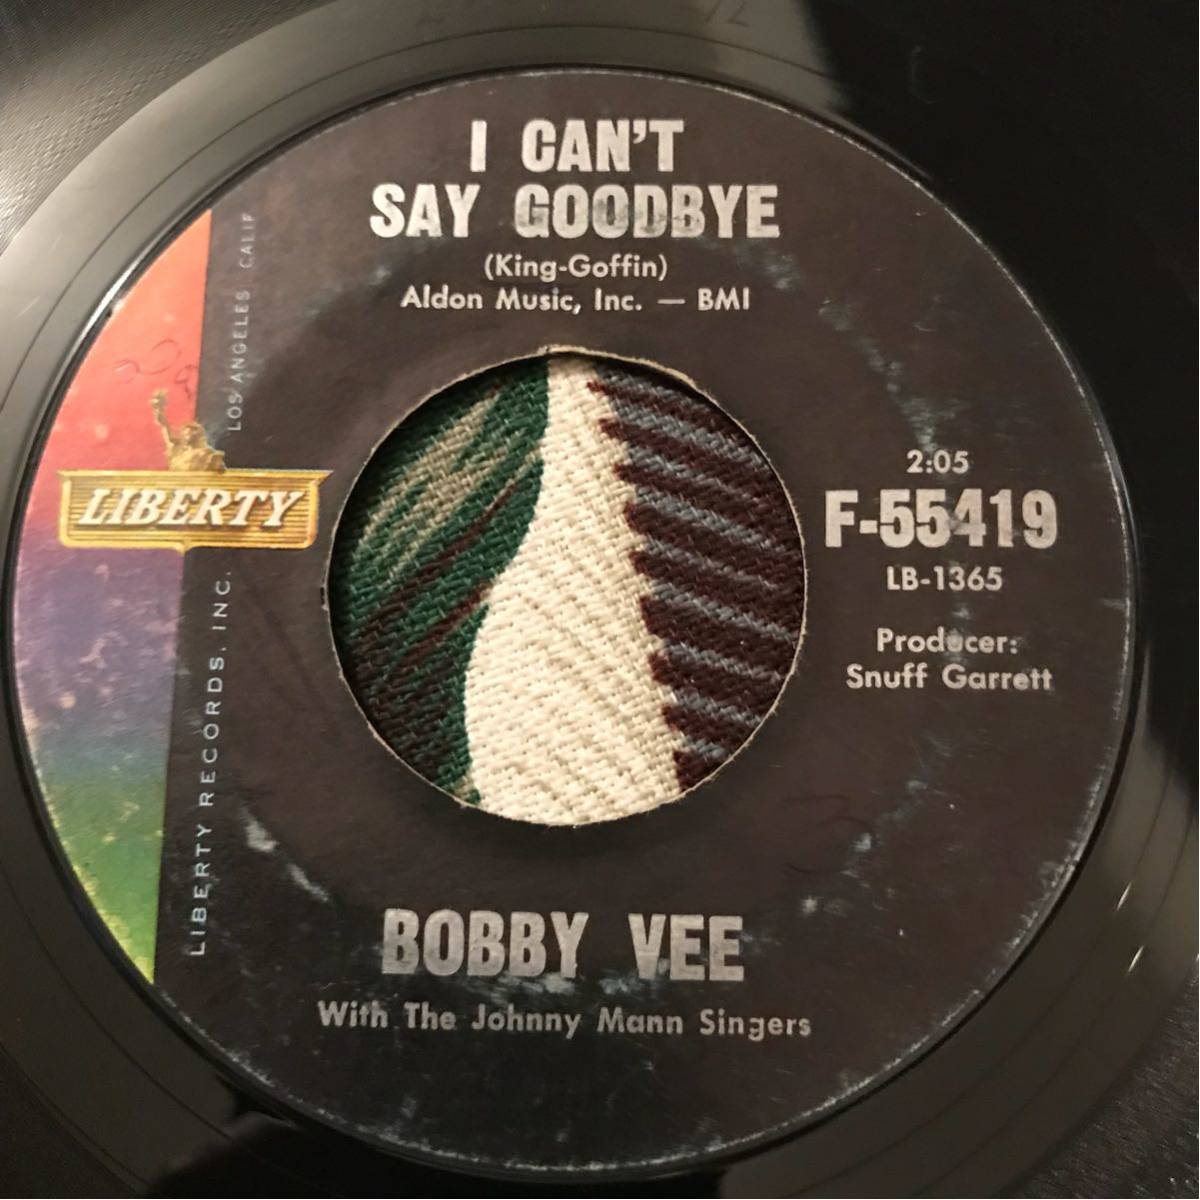 I CAN'T
SAY GOODBYE
(King-Goffin)
Aldon Music, Inc. — BMI
LOS ANGELES CALIF
LIBERTY
2:05
F-55419
LB-1365
Producer:
Snuff Garrett
LIBERTY RECORDS, INC.
BOBBY VEE
With The Johnny Mann Singers